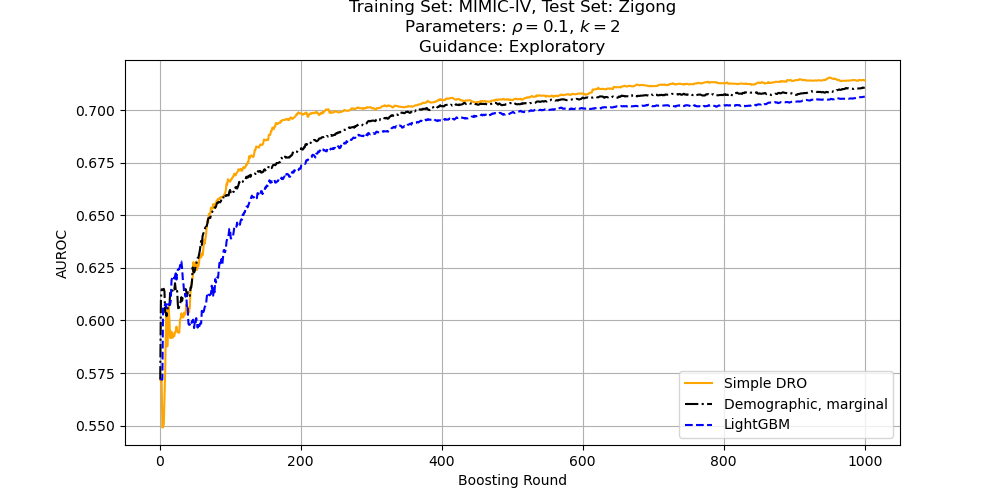 Training Set: MIMIC-IV, Test Set: Zigong
Parameters: ρ = 0.1, k = 2
Guidance: Exploratory
AUROC
0.700
0.675
0.650
0.625
0.600
0.575
0.550
Simple DRO
Demographic, marginal
LightGBM
0 200 400 600 800 1000
Boosting Round